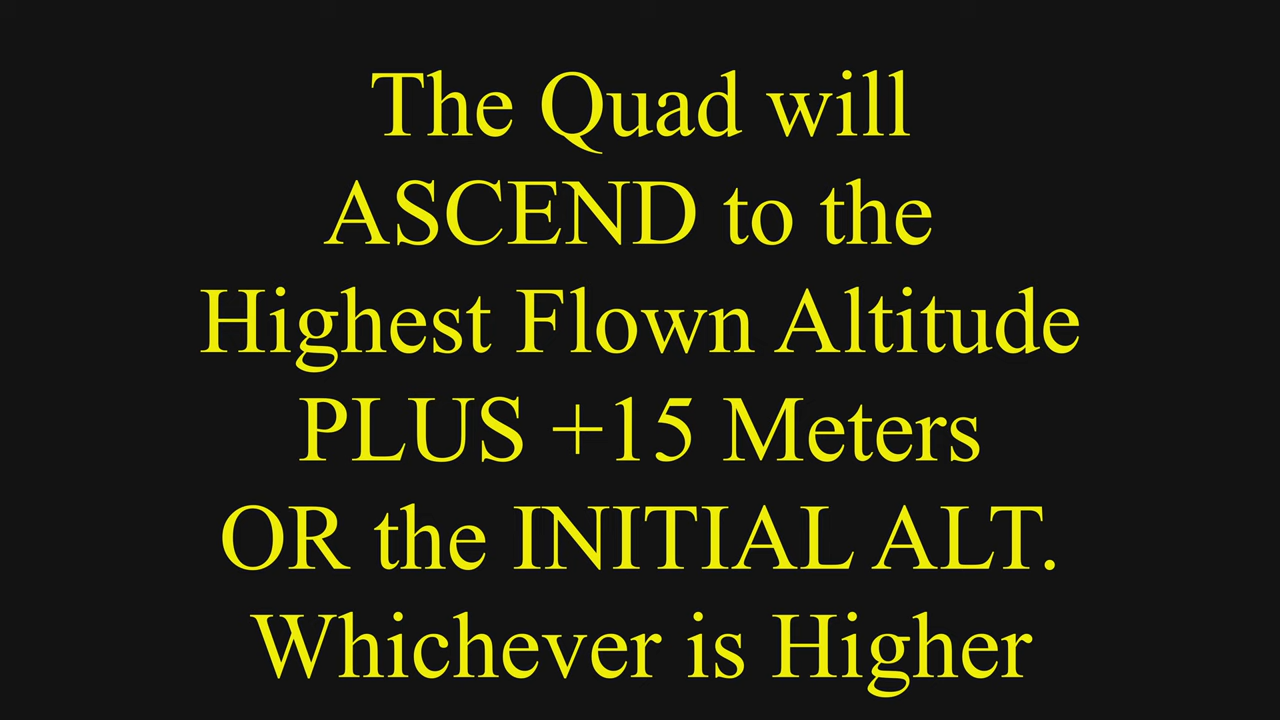 The Quad will
ASCEND to the
Highest Flown Altitude
PLUS +15 Meters
OR the INITIAL ALT.
Whichever is Higher